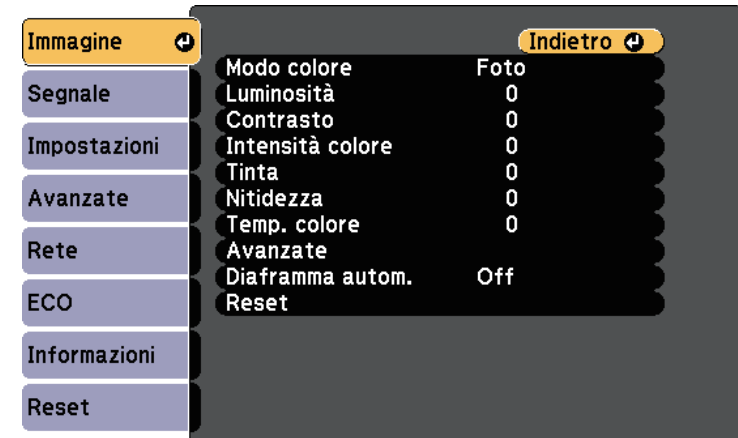 Immagine
Segnale
Impostazioni
Avanzate
Rete
ECO
Informazioni
Reset
Indietro
Modo colore Foto
Luminosità 0
Contrasto 0
Intensità colore 0
Tinta 0
Nitidezza 0
Temp. colore 0
Avanzate
Diaframma autom. Off
Reset